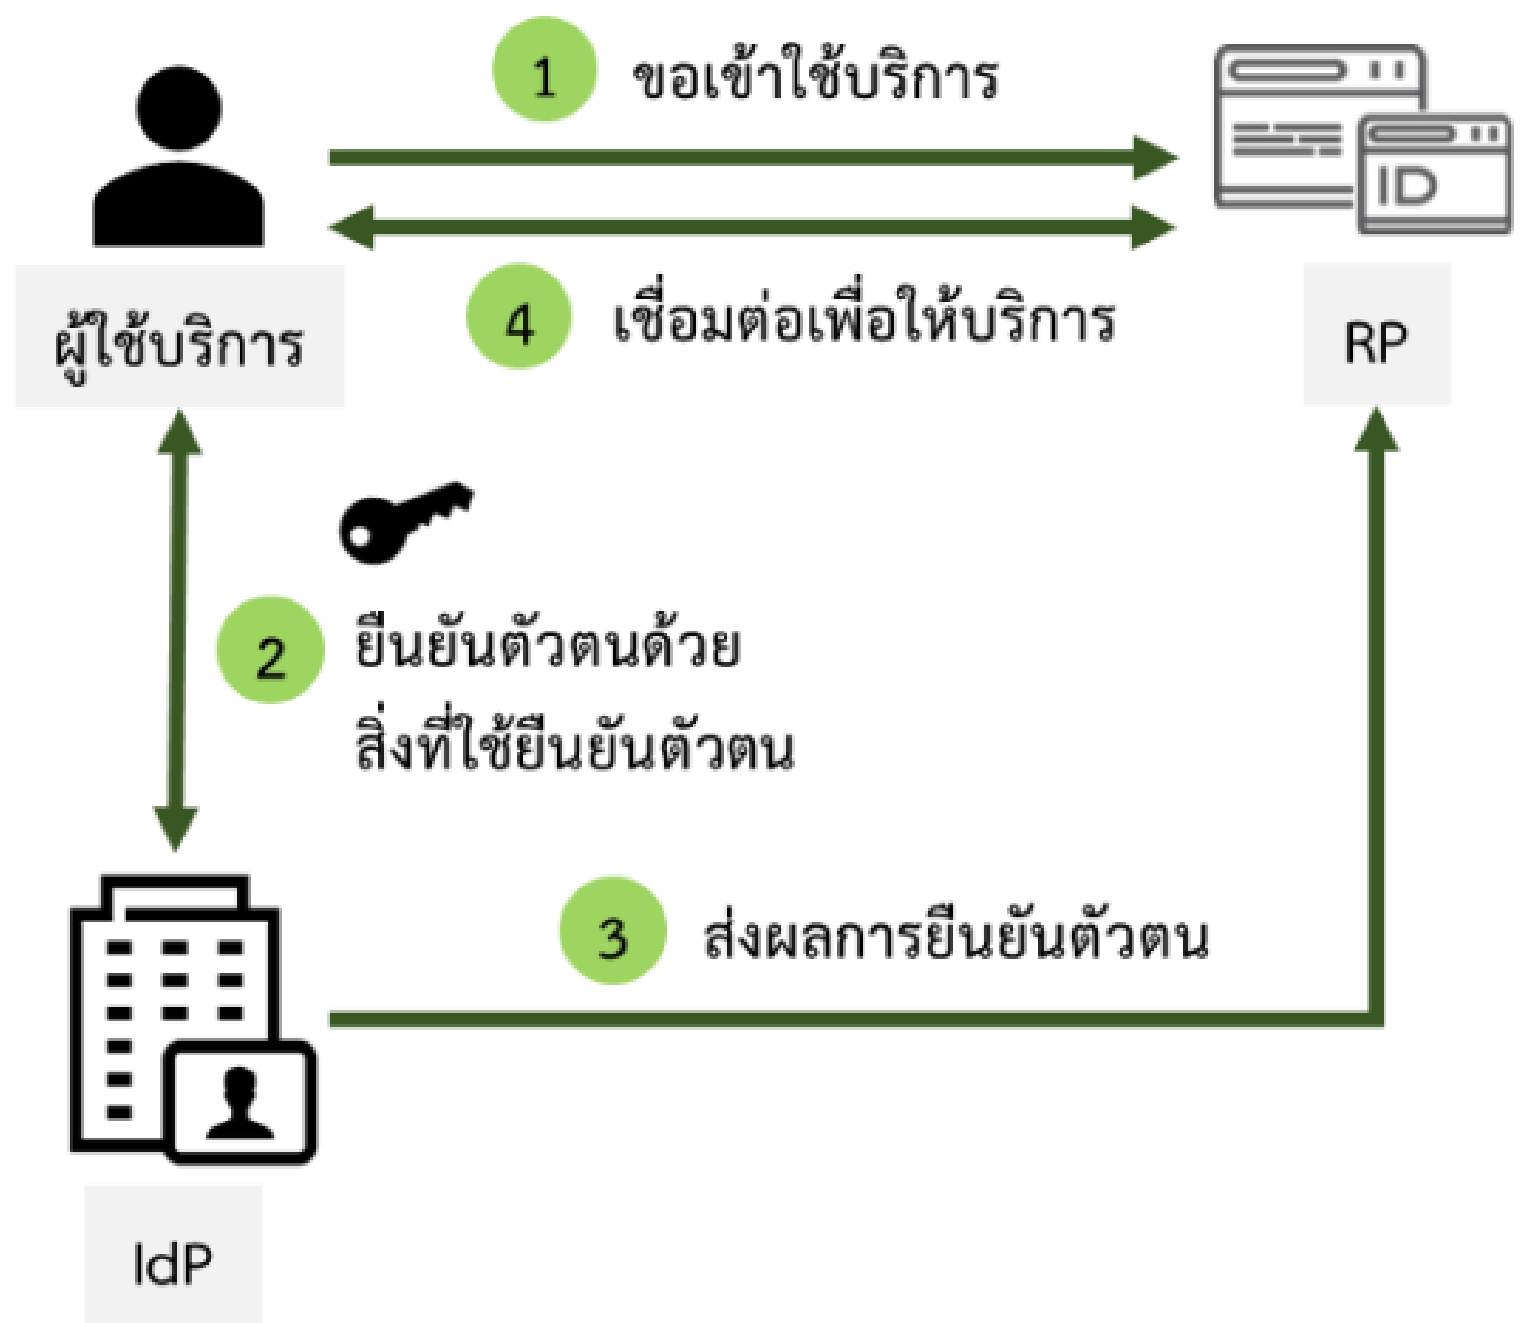 1 ขอเข้าใช้บริการ
ID
4 เชื่อมต่อเพื่อให้บริการ
ผู้ใช้บริการ
RP
2 ยืนยันตัวตนด้วย
สิ่งที่ใช้ยืนยันตัวตน
3 ส่งผลการยืนยันตัวตน
IdP